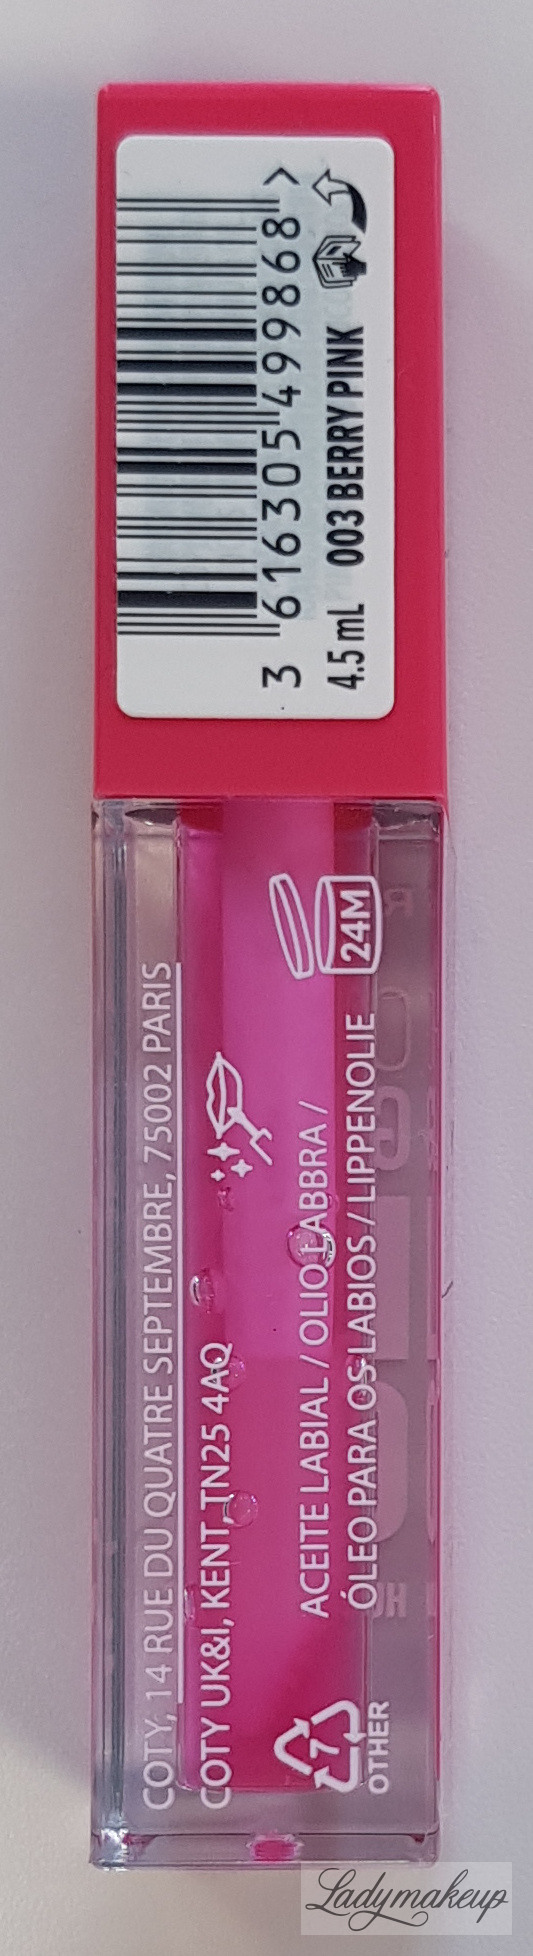 3 616305 499868 >
4.5 mL 003 BERRY PINK
24M
COTY, 14 RUE DU QUATRE SEPTEMBRE, 75002 PARIS
COTY UK&I, KENT, TN25 4AQ
ACEITE LABIAL / OLIO LABBRA /
ÓLEO PARA OS LABIOS / LIPPENOLIE
7
OTHER
Ladymakeup